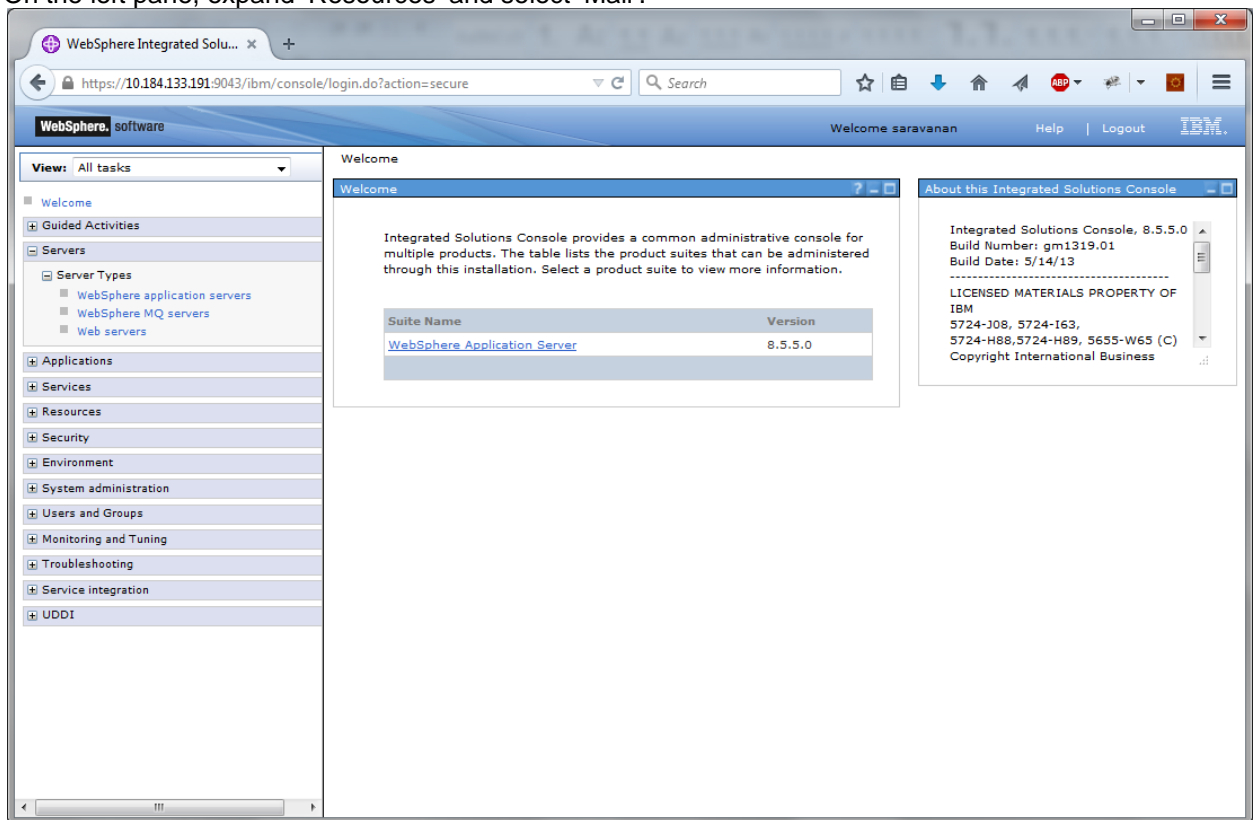 On the left pane, expand 'Resources' and select 'Mail'.
WebSphere Integrated Solu... × +
https://10.184.133.191:9043/ibm/console/login.do?action=secure
Search
ABP
WebSphere. software
Welcome saravanan
Help | Logout
IBM.
View: All tasks
Welcome
Guided Activities
Servers
Server Types
WebSphere application servers
WebSphere MQ servers
Web servers
Applications
Services
Resources
Security
Environment
System administration
Users and Groups
Monitoring and Tuning
Troubleshooting
Service integration
UDDI
Welcome
Welcome
Integrated Solutions Console provides a common administrative console for
multiple products. The table lists the product suites that can be administered
through this installation. Select a product suite to view more information.
Suite Name Version
WebSphere Application Server 8.5.5.0
About this Integrated Solutions Console
Integrated Solutions Console, 8.5.5.0
Build Number: gm1319.01
Build Date: 5/14/13
----------------------------------------
LICENSED MATERIALS PROPERTY OF
IBM
5724-J08, 5724-I63,
5724-H88,5724-H89, 5655-W65 (C)
Copyright International Business